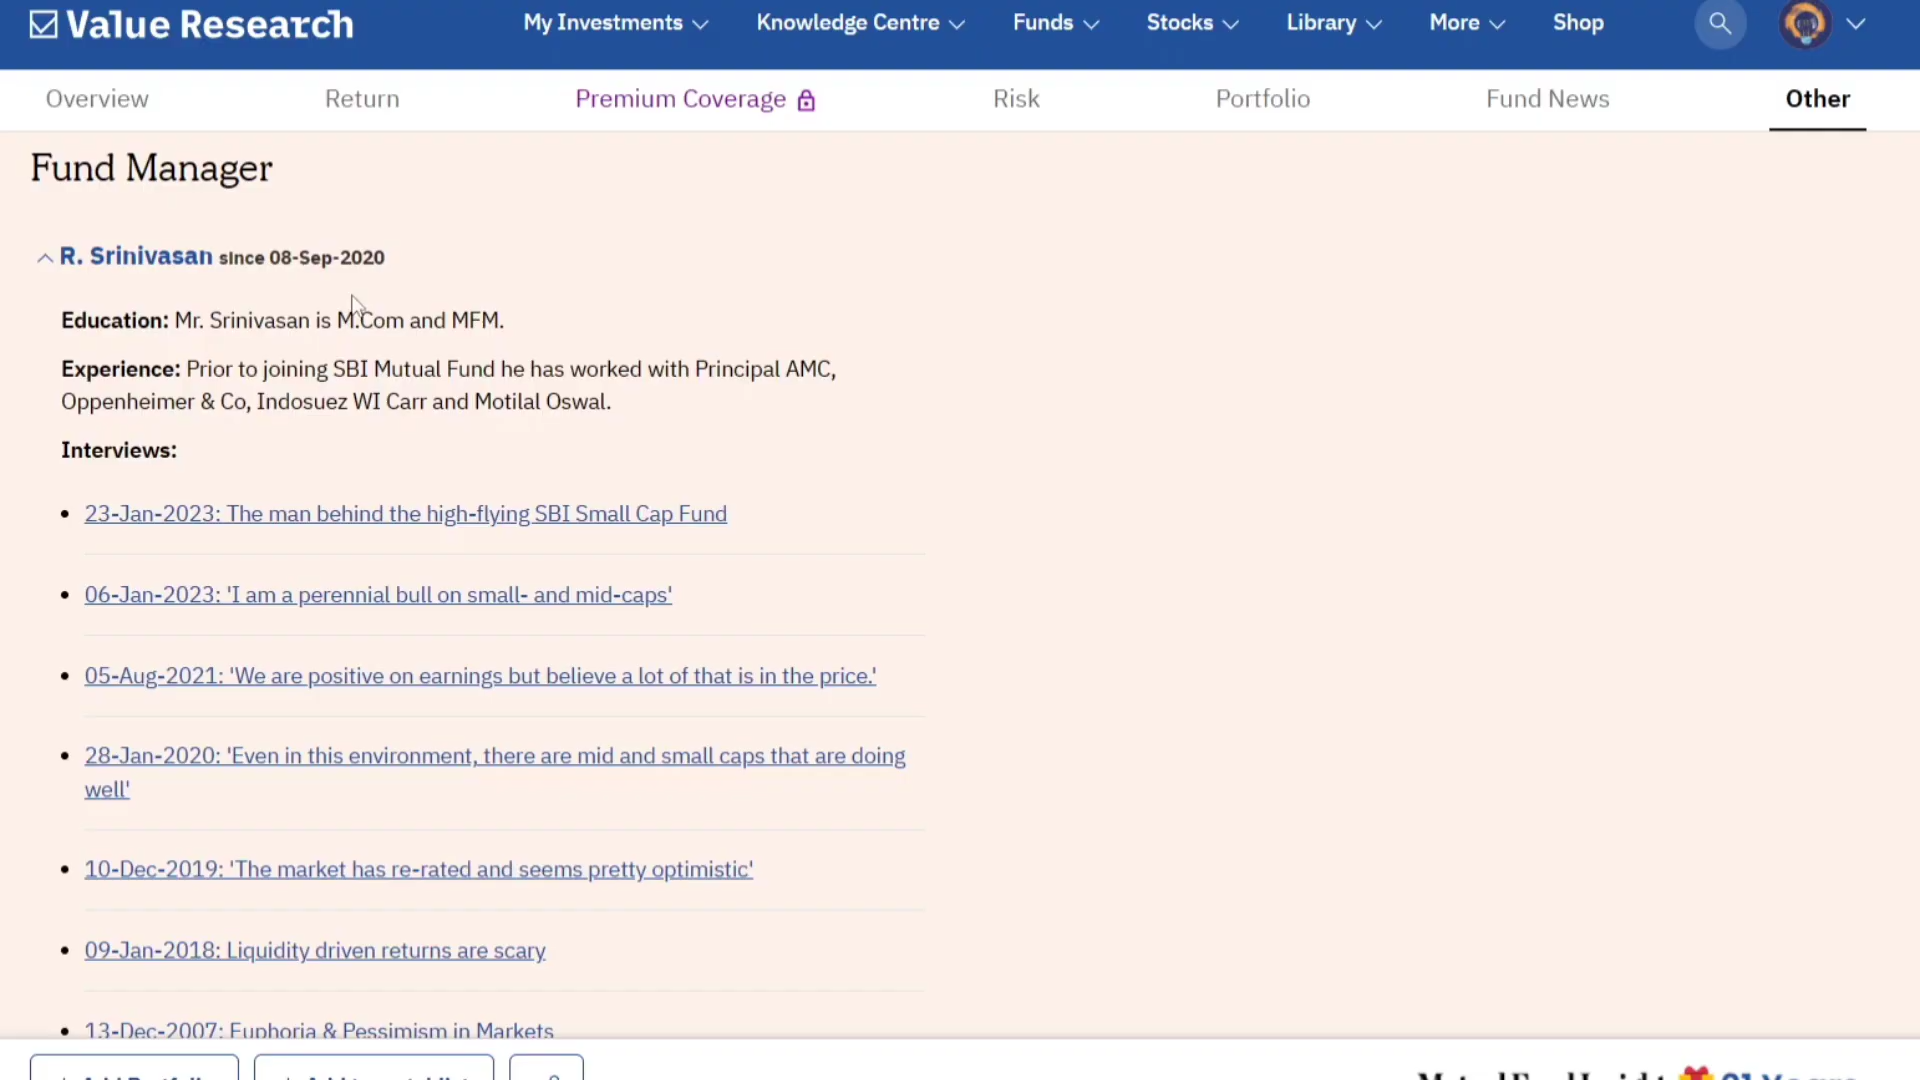 Value Research
My Investments
Knowledge Centre
Funds
Stocks
Library
More
Shop
Overview
Return
Premium Coverage
Risk
Portfolio
Fund News
Other
Fund Manager
R. Srinivasan since 08-Sep-2020
Education: Mr. Srinivasan is M.Com and MFM.
Experience: Prior to joining SBI Mutual Fund he has worked with Principal AMC,
Oppenheimer & Co, Indosuez WI Carr and Motilal Oswal.
Interviews:
23-Jan-2023: The man behind the high-flying SBI Small Cap Fund
06-Jan-2023: 'I am a perennial bull on small- and mid-caps'
05-Aug-2021: 'We are positive on earnings but believe a lot of that is in the price.'
28-Jan-2020: 'Even in this environment, there are mid and small caps that are doing
well'
10-Dec-2019: 'The market has re-rated and seems pretty optimistic'
09-Jan-2018: Liquidity driven returns are scary
13-Dec-2007: Euphoria & Pessimism in Markets